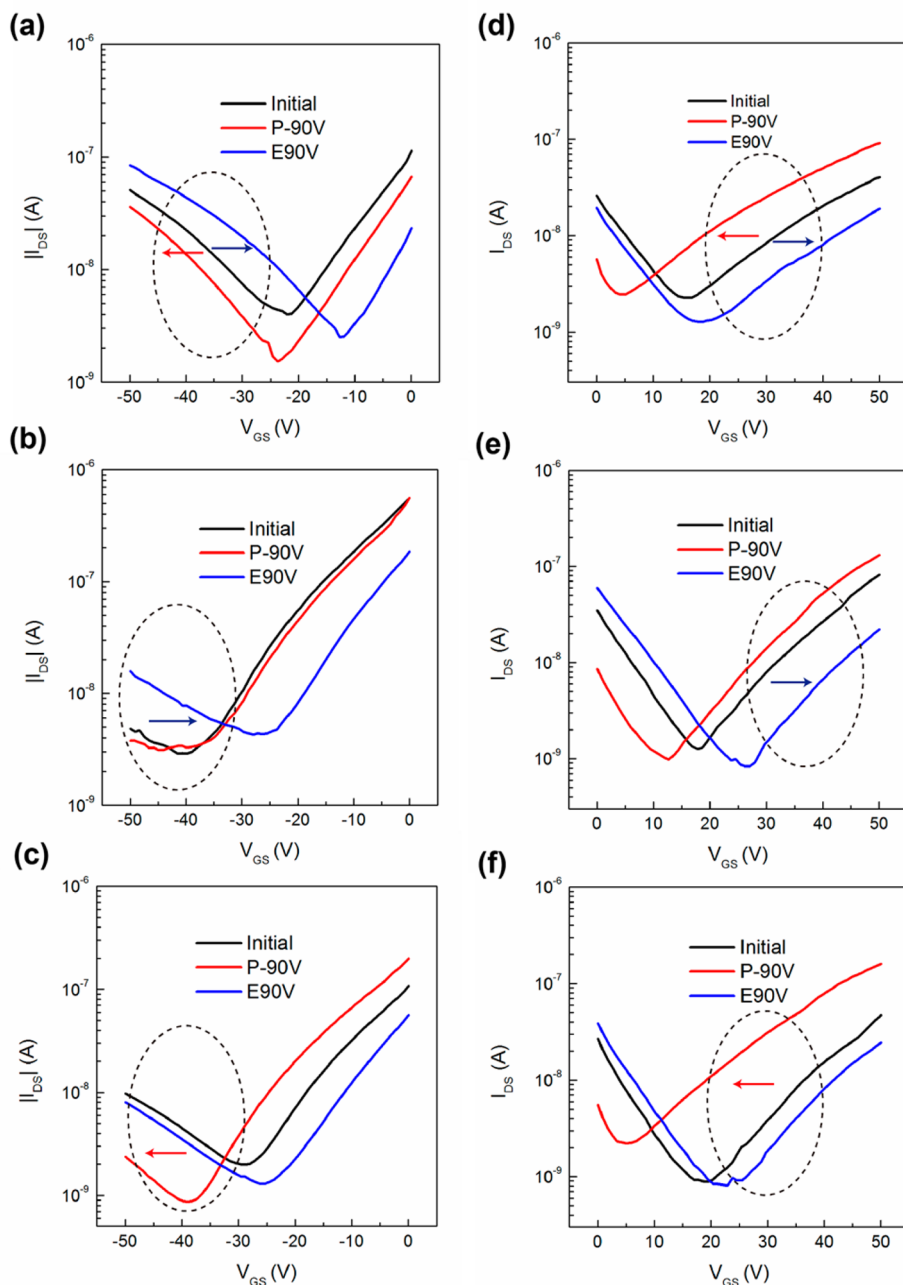 (a)
10^-6
10^-7
10^-8
10^-9
|I_DS| (A)
Initial
P-90V
E90V
-50 -40 -30 -20 -10 0
V_GS (V)
(d)
10^-6
10^-7
10^-8
10^-9
I_DS (A)
Initial
P-90V
E90V
0 10 20 30 40 50
V_GS (V)
(b)
10^-6
10^-7
10^-8
10^-9
|I_DS| (A)
Initial
P-90V
E90V
-50 -40 -30 -20 -10 0
V_GS (V)
(e)
10^-6
10^-7
10^-8
10^-9
I_DS (A)
Initial
P-90V
E90V
0 10 20 30 40 50
V_GS (V)
(c)
10^-6
10^-7
10^-8
10^-9
|I_DS| (A)
Initial
P-90V
E90V
-50 -40 -30 -20 -10 0
V_GS (V)
(f)
10^-6
10^-7
10^-8
10^-9
I_DS (A)
Initial
P-90V
E90V
0 10 20 30 40 50
V_GS (V)